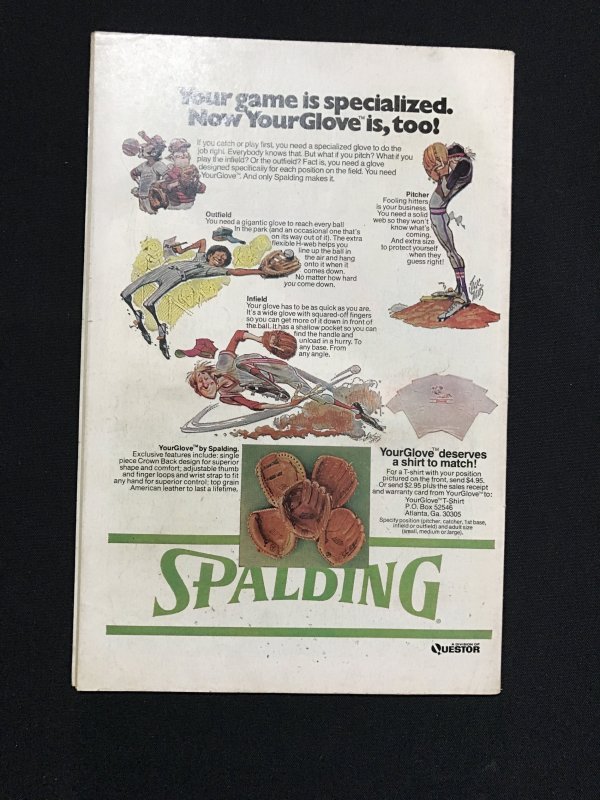 Your game is specialized.
Now YourGlove™ is, too!
If you catch or play first, you need a specialized glove to do the
job right. Everybody knows that. But what if you pitch? What if you
play the infield? Or the outfield? Fact is, you need a glove
designed specifically for each position on the field. You need
YourGlove™. And only Spalding makes it.
Pitcher
Fooling hitters
is your business.
You need a solid
web so they won't
know what's
coming.
And extra size
to protect yourself
when they
guess right!
Outfield
You need a gigantic glove to reach every ball
in the park (and an occasional one that's
on its way out of it). The extra
flexible H-web helps you
line up the ball in
the air and hang
onto it when it
comes down.
No matter how hard
you come down.
Infield
Your glove has to be as quick as you are.
It's a wide glove with squared-off fingers
so you can get more of it down in front of
the ball. It has a shallow pocket so you can
find the handle and
unload in a hurry. To
any base. From
any angle.
YourGlove™ by Spalding.
Exclusive features include: single
piece Crown Back design for superior
shape and comfort; adjustable thumb
and finger loops and wrist strap to fit
any hand for superior control; top grain
American leather to last a lifetime.
YourGlove™ deserves
a shirt to match!
For a T-shirt with your position
pictured on the front, send $4.95.
Or send $2.95 plus the sales receipt
and warranty card from YourGlove™ to:
YourGlove™ T-Shirt
P.O. Box 52546
Atlanta, Ga. 30305
Specify position (pitcher, catcher, 1st base,
infield or outfield) and adult size
(small, medium or large).
SPALDING®
A DIVISION OF
QUESTOR